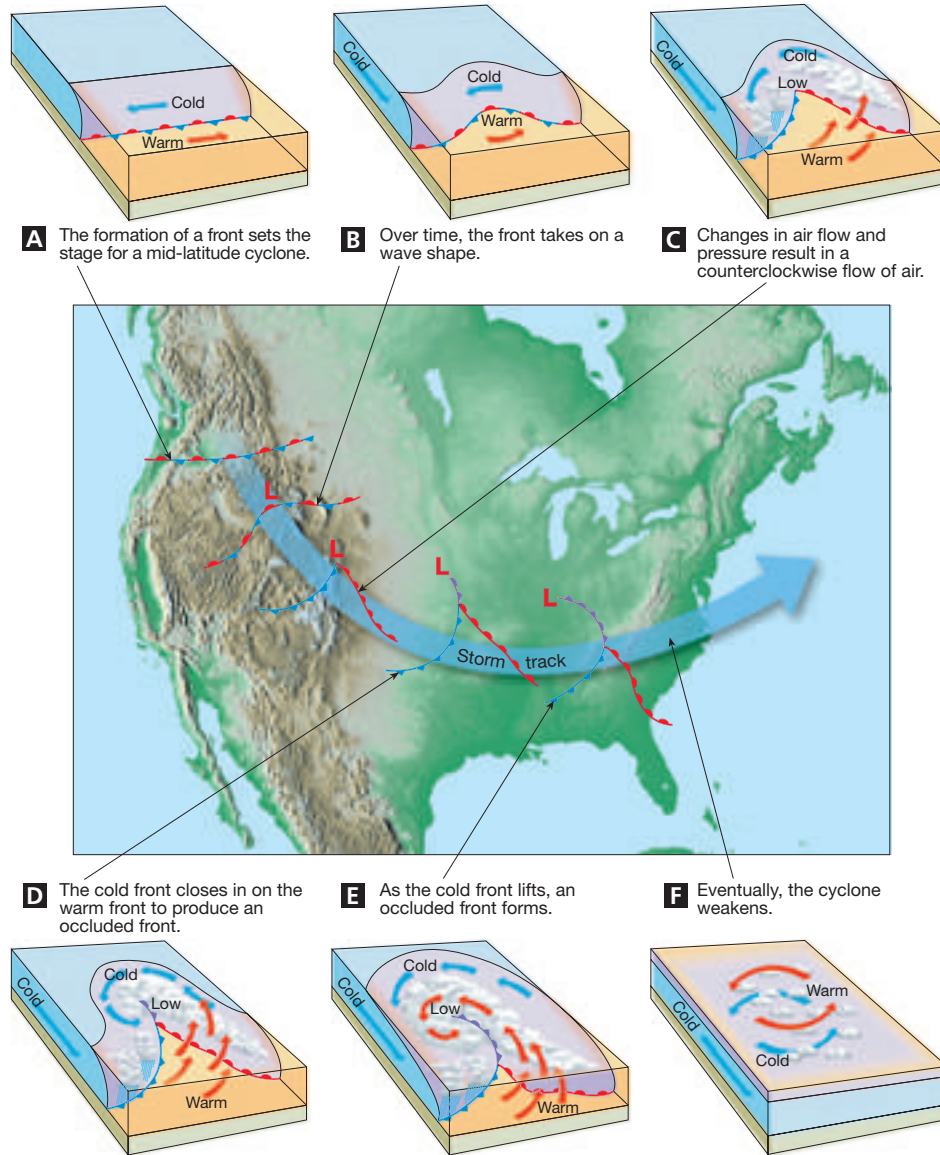 Cold
Warm
Cold
Cold
Warm
Cold
Cold
Low
Warm
A The formation of a front sets the
stage for a mid-latitude cyclone.
B Over time, the front takes on a
wave shape.
C Changes in air flow and
pressure result in a
counterclockwise flow of air.
L
L
L
L
Storm track
D The cold front closes in on the
warm front to produce an
occluded front.
E As the cold front lifts, an
occluded front forms.
F Eventually, the cyclone
weakens.
Cold
Cold
Low
Warm
Cold
Cold
Low
Warm
Cold
Warm
Cold